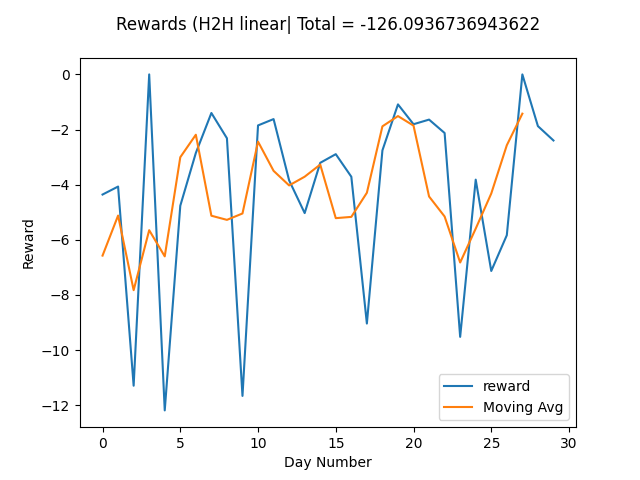 Rewards (H2H linear| Total = -126.0936736943622
0
−2
−4
−6
−8
−10
−12
Reward
0 5 10 15 20 25 30
Day Number
reward
Moving Avg